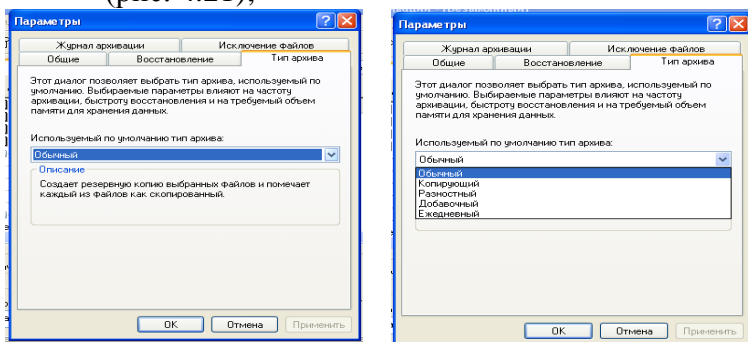 Параметры
Журнал архивации
Исключение файлов
Общие
Восстановление
Тип архива
Этот диалог позволяет выбрать тип архива, используемый по
умолчанию. Выбираемые параметры влияют на частоту
архивации, быстроту восстановления и на требуемый объем
памяти для хранения данных.
Используемый по умолчанию тип архива:
Обычный
Описание
Создает резервную копию выбранных файлов и помечает
каждый из файлов как скопированный.
ОК
Отмена
Применить
Параметры
Журнал архивации
Исключение файлов
Общие
Восстановление
Тип архива
Этот диалог позволяет выбрать тип архива, используемый по
умолчанию. Выбираемые параметры влияют на частоту
архивации, быстроту восстановления и на требуемый объем
памяти для хранения данных.
Используемый по умолчанию тип архива:
Обычный
Обычный
Копирующий
Разностный
Добавочный
Ежедневный
ОК
Отмена
Применить